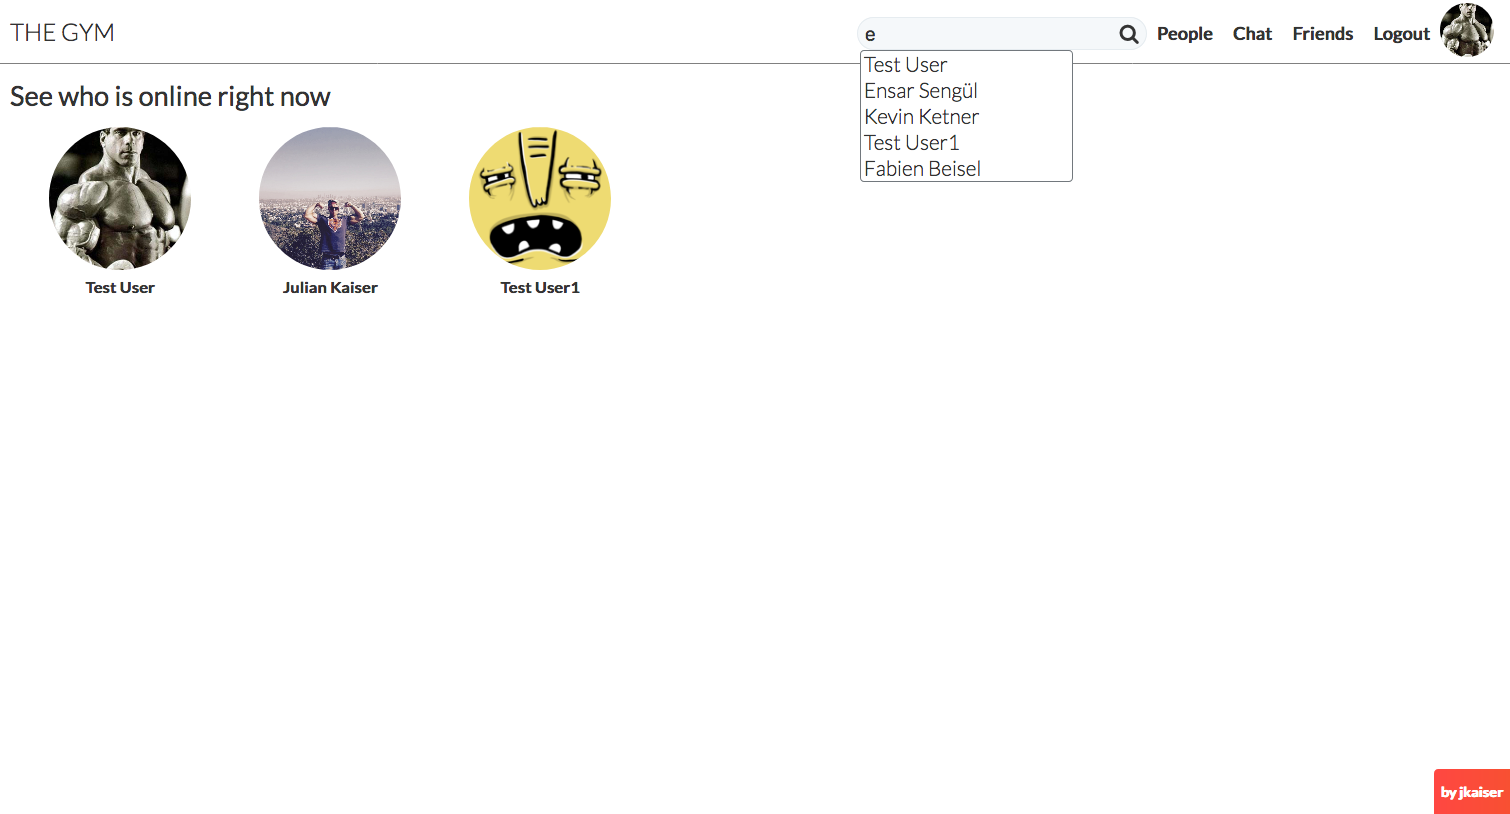 THE GYM
e
People
Chat
Friends
Logout
Test User
Ensar Sengül
Kevin Ketner
Test User1
Fabien Beisel
See who is online right now
Test User
Julian Kaiser
Test User1
by jkaiser